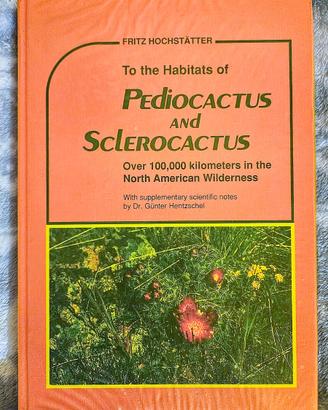 FRITZ HOCHSTÄTTER
To the Habitats of
PEDIOCACTUS
AND
SCLEROCACTUS
Over 100,000 kilometers in the
North American Wilderness
With supplementary scientific notes
by Dr. Günter Hentzschel